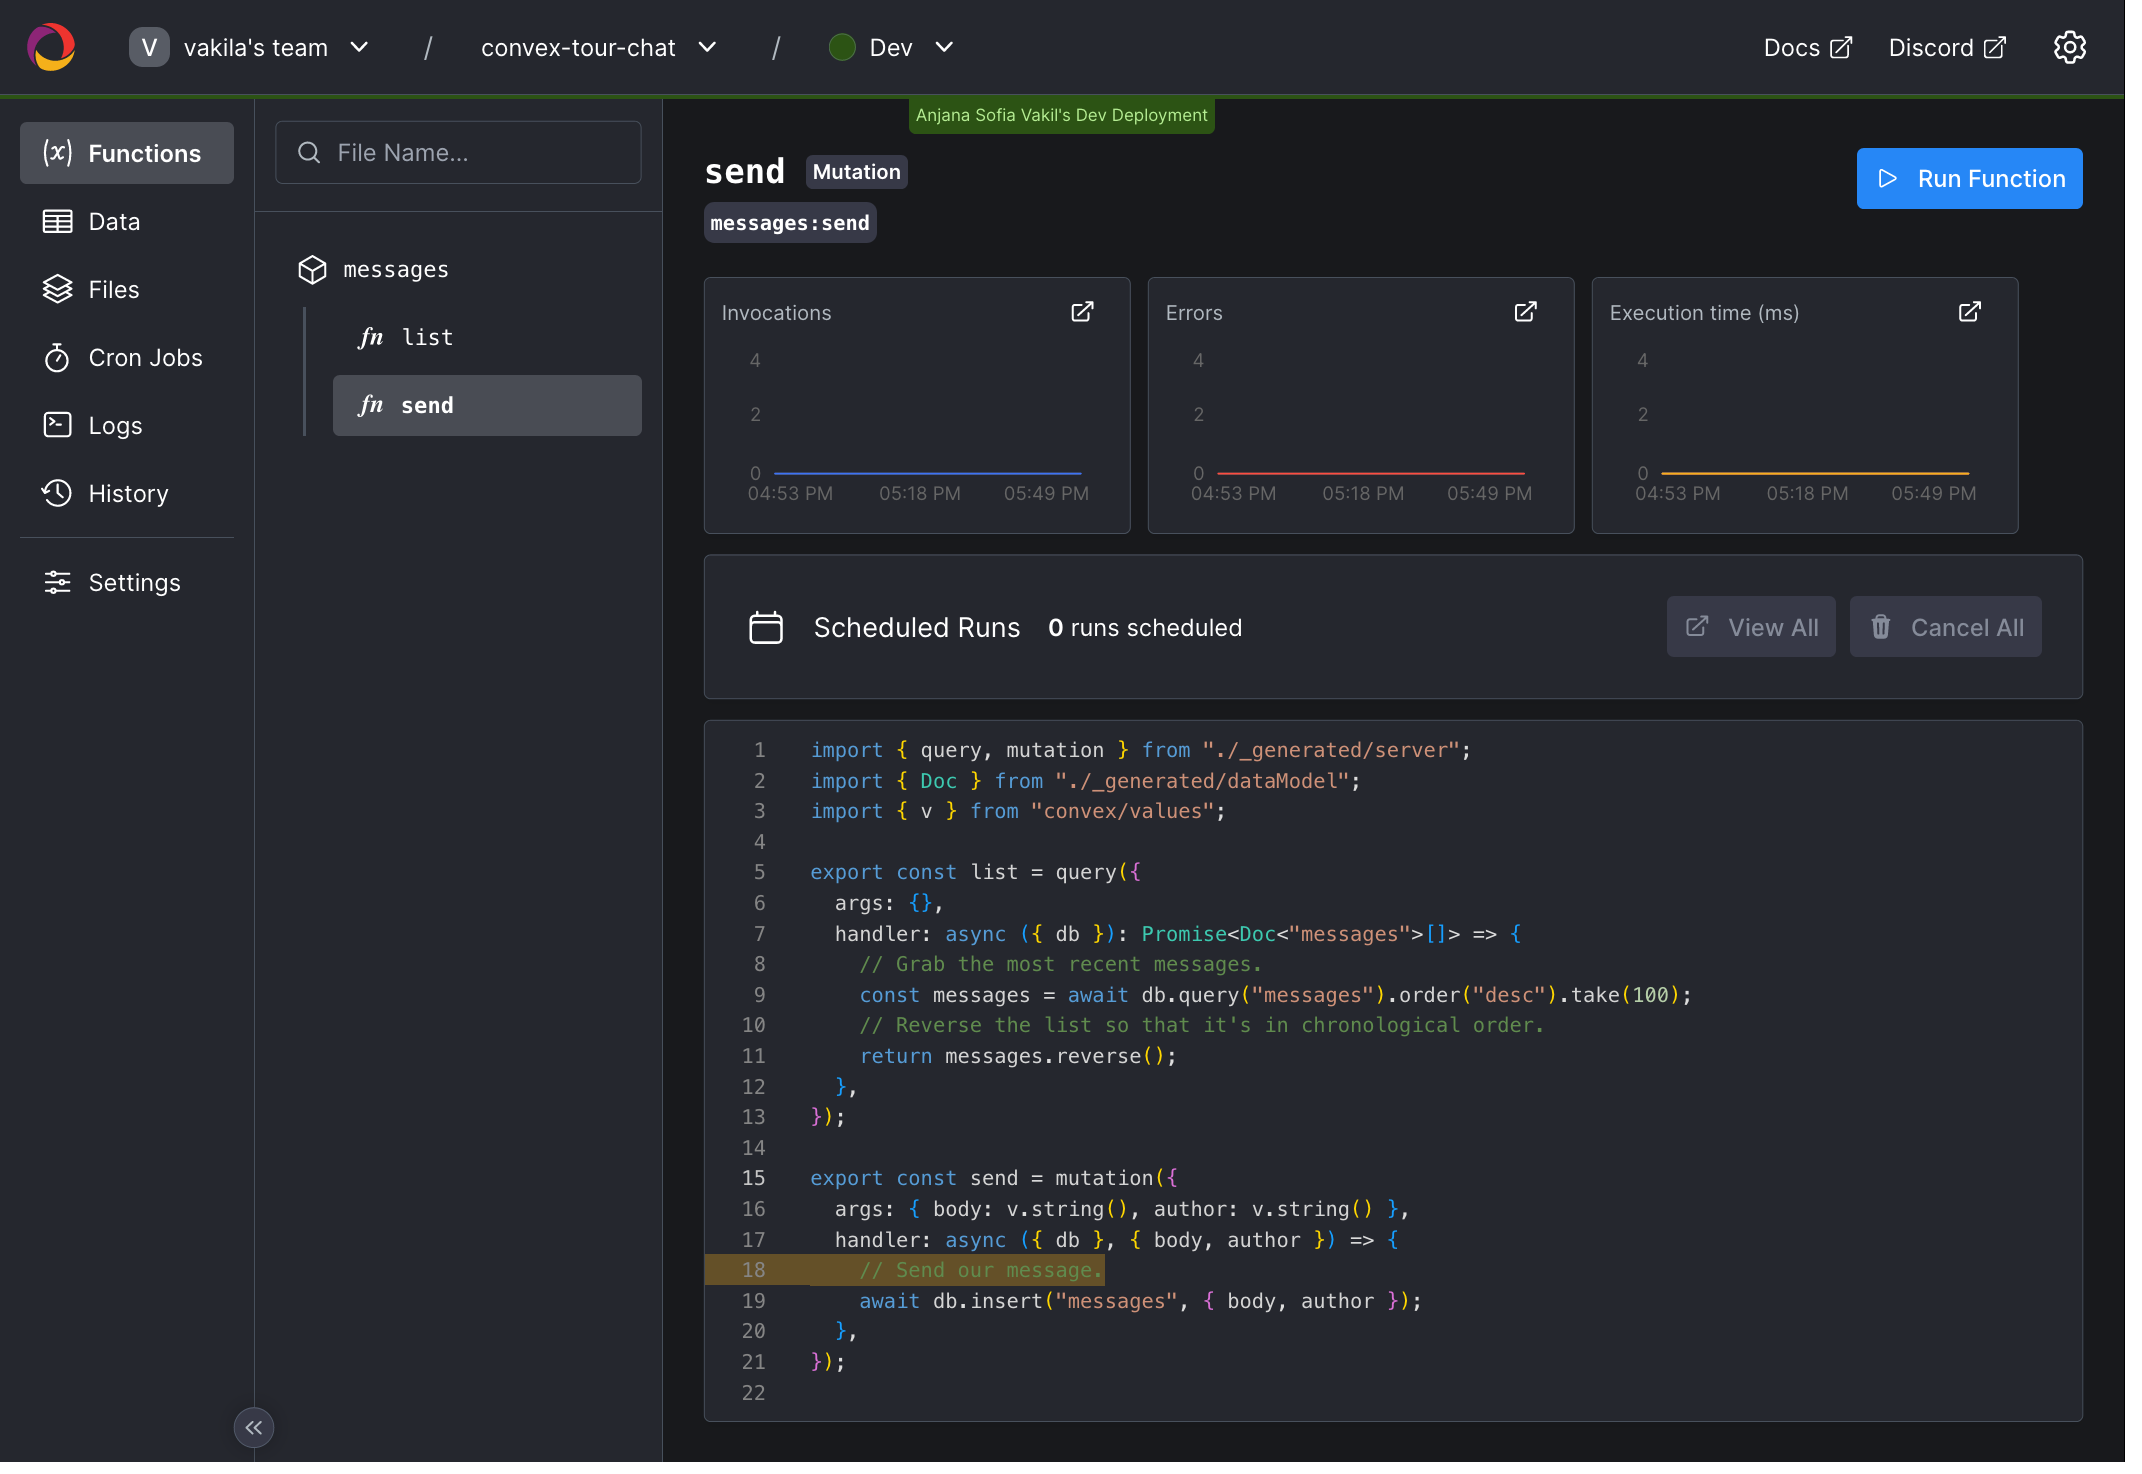 V vakila's team / convex-tour-chat / Dev
Docs Discord
Anjana Sofia Vakil's Dev Deployment
(x) Functions
Data
Files
Cron Jobs
Logs
History
Settings
File Name...
messages
fn list
fn send
send Mutation
messages:send
Run Function
Invocations
4
2
0
04:53 PM 05:18 PM 05:49 PM
Errors
4
2
0
04:53 PM 05:18 PM 05:49 PM
Execution time (ms)
4
2
0
04:53 PM 05:18 PM 05:49 PM
Scheduled Runs 0 runs scheduled
View All
Cancel All
1 import { query, mutation } from "./_generated/server";
2 import { Doc } from "./_generated/dataModel";
3 import { v } from "convex/values";
4
5 export const list = query({
6   args: {},
7   handler: async ({ db }): Promise<Doc<"messages">[]> => {
8     // Grab the most recent messages.
9     const messages = await db.query("messages").order("desc").take(100);
10     // Reverse the list so that it's in chronological order.
11     return messages.reverse();
12   },
13 });
14
15 export const send = mutation({
16   args: { body: v.string(), author: v.string() },
17   handler: async ({ db }, { body, author }) => {
18     // Send our message.
19     await db.insert("messages", { body, author });
20   },
21 });
22